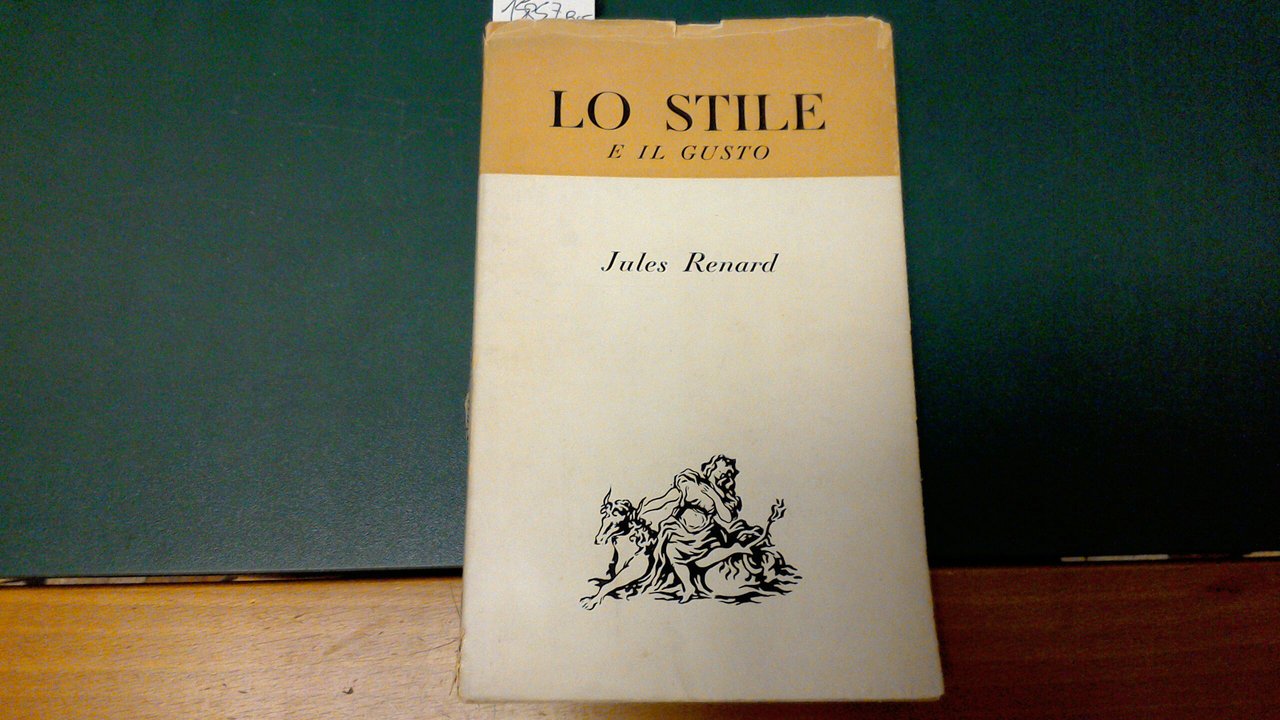 LO STILE
E IL GUSTO
Jules Renard